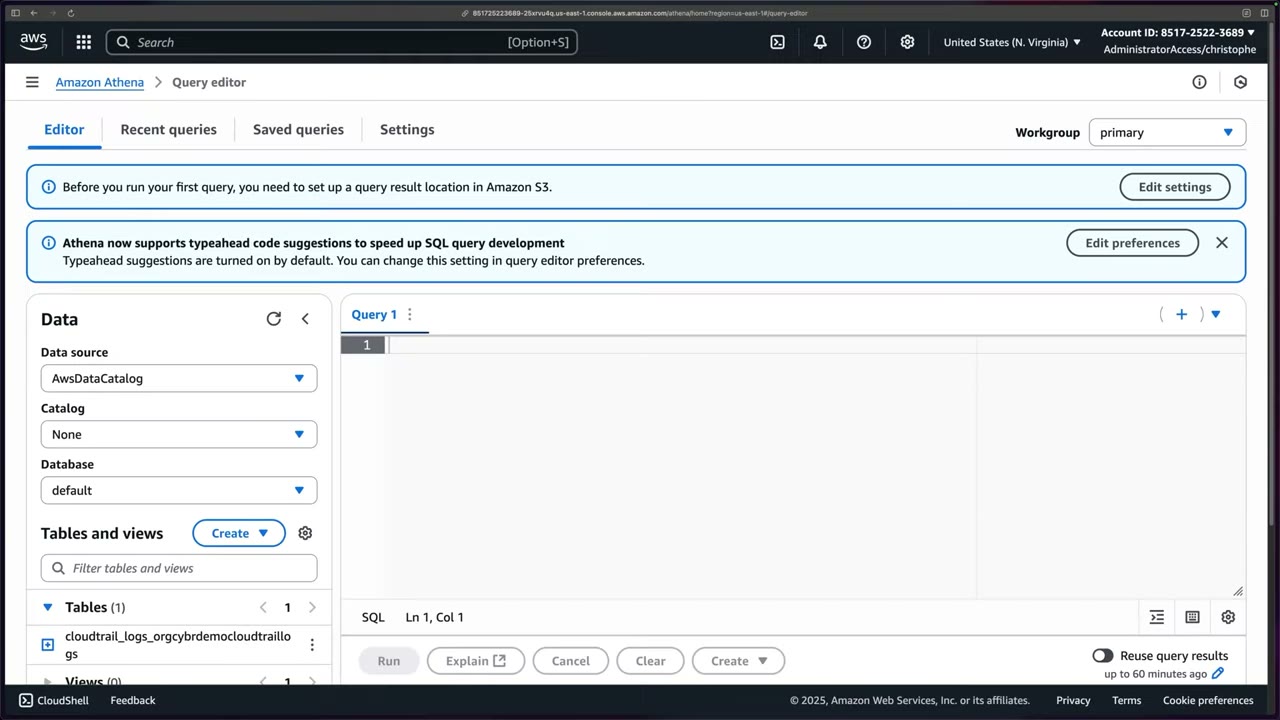 851725223689-25xrvu4q.us-east-1.console.aws.amazon.com/athena/home?region=us-east-1#/query-editor
aws
Search
[Option+S]
United States (N. Virginia)
Account ID: 8517-2522-3689
AdministratorAccess/christophe
Amazon Athena
Query editor
Editor
Recent queries
Saved queries
Settings
Workgroup
primary
Before you run your first query, you need to set up a query result location in Amazon S3.
Edit settings
Athena now supports typeahead code suggestions to speed up SQL query development
Typeahead suggestions are turned on by default. You can change this setting in query editor preferences.
Edit preferences
Data
Data source
AwsDataCatalog
Catalog
None
Database
default
Tables and views
Create
Filter tables and views
Tables (1)
1
cloudtrail_logs_orgcybrdemocloudtraillo
gs
Views (0)
1
Query 1
1
SQL
Ln 1, Col 1
Run
Explain
Cancel
Clear
Create
Reuse query results
up to 60 minutes ago
CloudShell
Feedback
© 2025, Amazon Web Services, Inc. or its affiliates.
Privacy
Terms
Cookie preferences